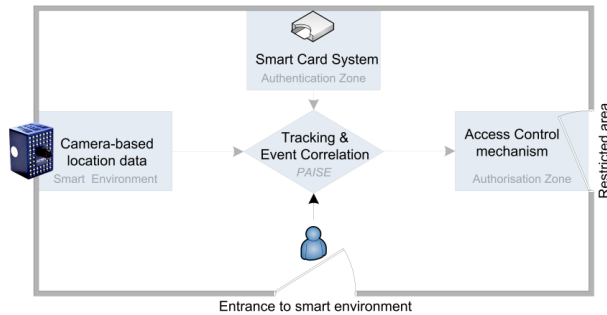 Smart Card System
Authentication Zone
Camera-based
location data
Smart Environment
Tracking &
Event Correlation
PAISE
Access Control
mechanism
Authorisation Zone
Restricted area
Entrance to smart environment